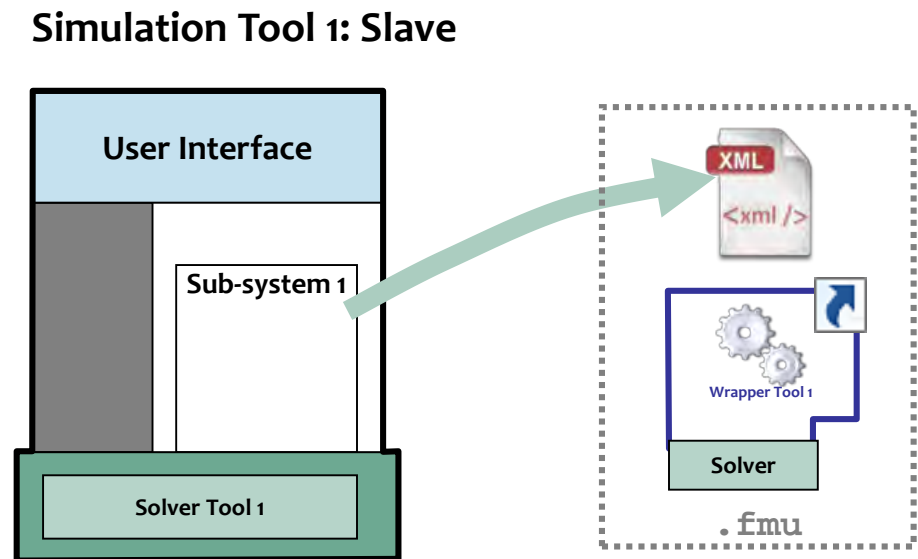 Simulation Tool 1: Slave
User Interface
Sub-system 1
Solver Tool 1
XML
<xml />
Wrapper Tool 1
Solver
.fmu